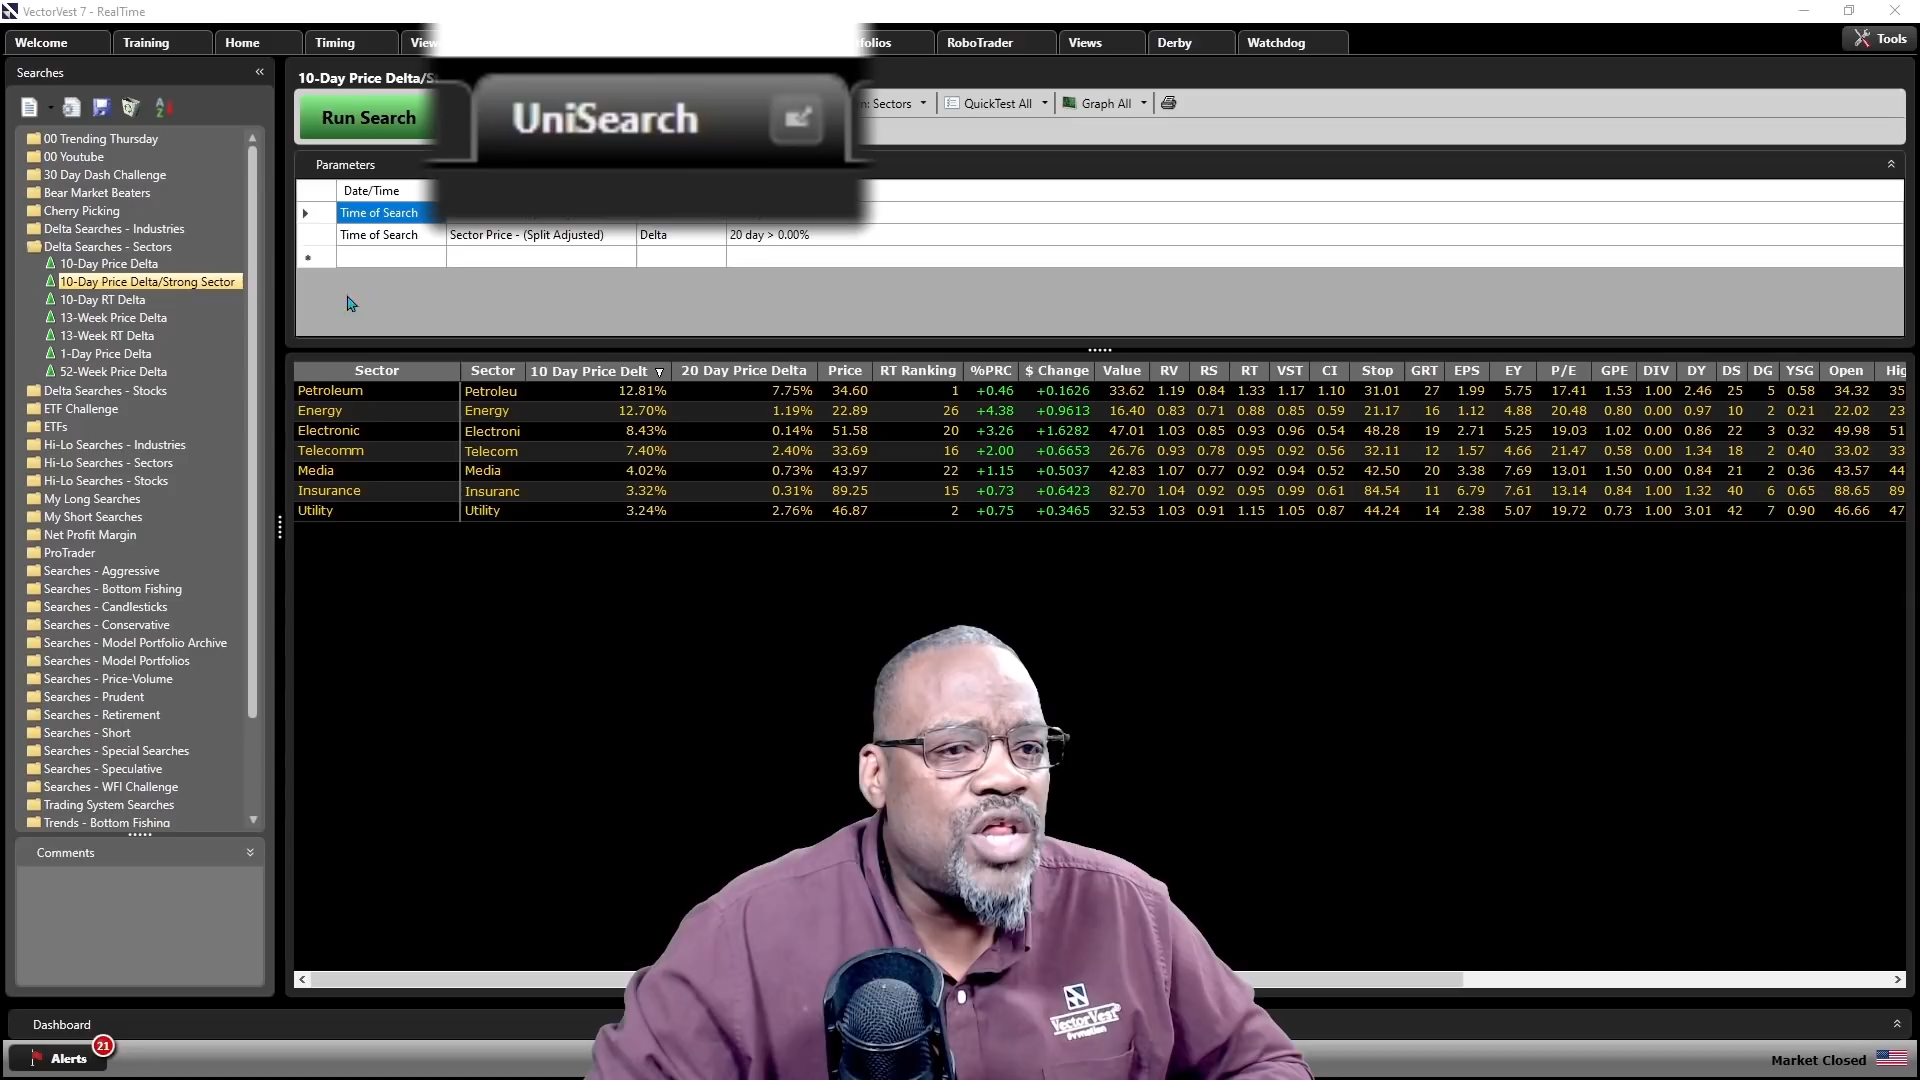 VectorVest 7 - RealTime
Welcome Training Home Timing RoboTrader Views Derby Watchdog Tools
Searches
10-Day Price Delta/S
UniSearch
Run Search
n: Sectors QuickTest All Graph All
00 Trending Thursday
00 Youtube
30 Day Dash Challenge
Bear Market Beaters
Cherry Picking
Delta Searches - Industries
Delta Searches - Sectors
10-Day Price Delta
10-Day Price Delta/Strong Sector
10-Day RT Delta
13-Week Price Delta
13-Week RT Delta
1-Day Price Delta
52-Week Price Delta
Delta Searches - Stocks
ETF Challenge
ETFs
Hi-Lo Searches - Industries
Hi-Lo Searches - Sectors
Hi-Lo Searches - Stocks
My Long Searches
My Short Searches
Net Profit Margin
ProTrader
Searches - Aggressive
Searches - Bottom Fishing
Searches - Candlesticks
Searches - Conservative
Searches - Model Portfolio Archive
Searches - Model Portfolios
Searches - Price-Volume
Searches - Prudent
Searches - Retirement
Searches - Short
Searches - Special Searches
Searches - Speculative
Searches - WFI Challenge
Trading System Searches
Trends - Bottom Fishing
Comments
Parameters
Date/Time
Time of Search
Time of Search Sector Price - (Split Adjusted) Delta 20 day > 0.00%
Sector Sector 10 Day Price Delt 20 Day Price Delta Price RT Ranking %PRC $ Change Value RV RS RT VST CI Stop GRT EPS EY P/E GPE DIV DY DS DG YSG Open Hig
Petroleum Petroleu 12.81% 7.75% 34.60 1 +0.46 +0.1626 33.62 1.19 0.84 1.33 1.17 1.10 31.01 27 1.99 5.75 17.41 1.53 1.00 2.46 25 5 0.58 34.32 35
Energy Energy 12.70% 1.19% 22.89 26 +4.38 +0.9613 16.40 0.83 0.71 0.88 0.85 0.59 21.17 16 1.12 4.88 20.48 0.80 0.00 0.97 10 2 0.21 22.02 23
Electronic Electroni 8.43% 0.14% 51.58 20 +3.26 +1.6282 47.01 1.03 0.85 0.93 0.96 0.54 48.28 19 2.71 5.25 19.03 1.02 0.00 0.86 22 3 0.32 49.98 51
Telecomm Telecom 7.40% 2.40% 33.69 16 +2.00 +0.6653 26.76 0.93 0.78 0.95 0.92 0.56 32.11 12 1.57 4.66 21.47 0.58 0.00 1.34 18 2 0.40 33.02 33
Media Media 4.02% 0.73% 43.97 22 +1.15 +0.5037 42.83 1.07 0.77 0.92 0.94 0.52 42.50 20 3.38 7.69 13.01 1.50 0.00 0.84 21 2 0.36 43.57 44
Insurance Insuranc 3.32% 0.31% 89.25 15 +0.73 +0.6423 82.70 1.04 0.92 0.95 0.99 0.61 84.54 11 6.79 7.61 13.14 0.84 1.00 1.32 40 6 0.65 88.65 89
Utility Utility 3.24% 2.76% 46.87 2 +0.75 +0.3465 32.53 1.03 0.91 1.15 1.05 0.87 44.24 14 2.38 5.07 19.72 0.73 1.00 3.01 42 7 0.90 46.66 47
VectorVest
Dashboard
Alerts 21
Market Closed